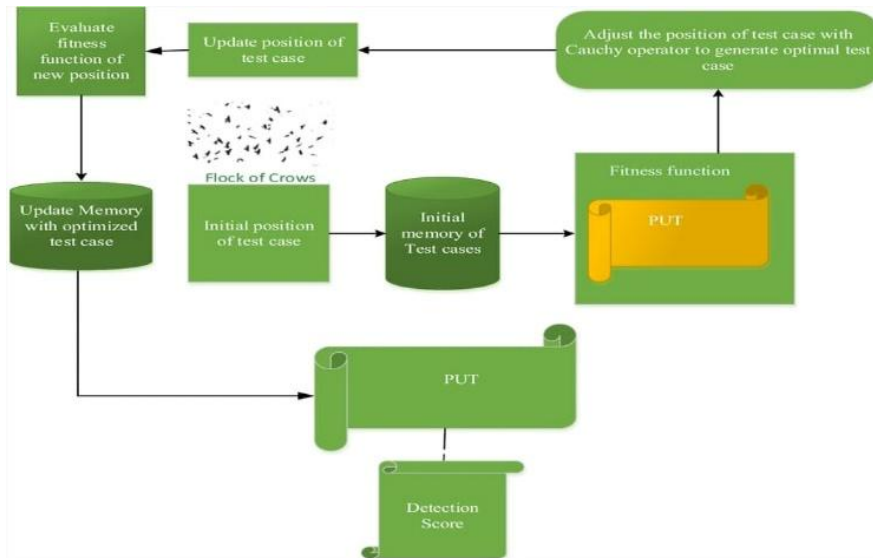 Evaluate
fitness
function of
new position
Update position of
test case
Adjust the position of test case with
Cauchy operator to generate optimal test
case
Flock of Crows
Update Memory
with optimized
test case
Initial position
of test case
Initial
memory of
Test cases
Fitness function
PUT
PUT
Detection
Score